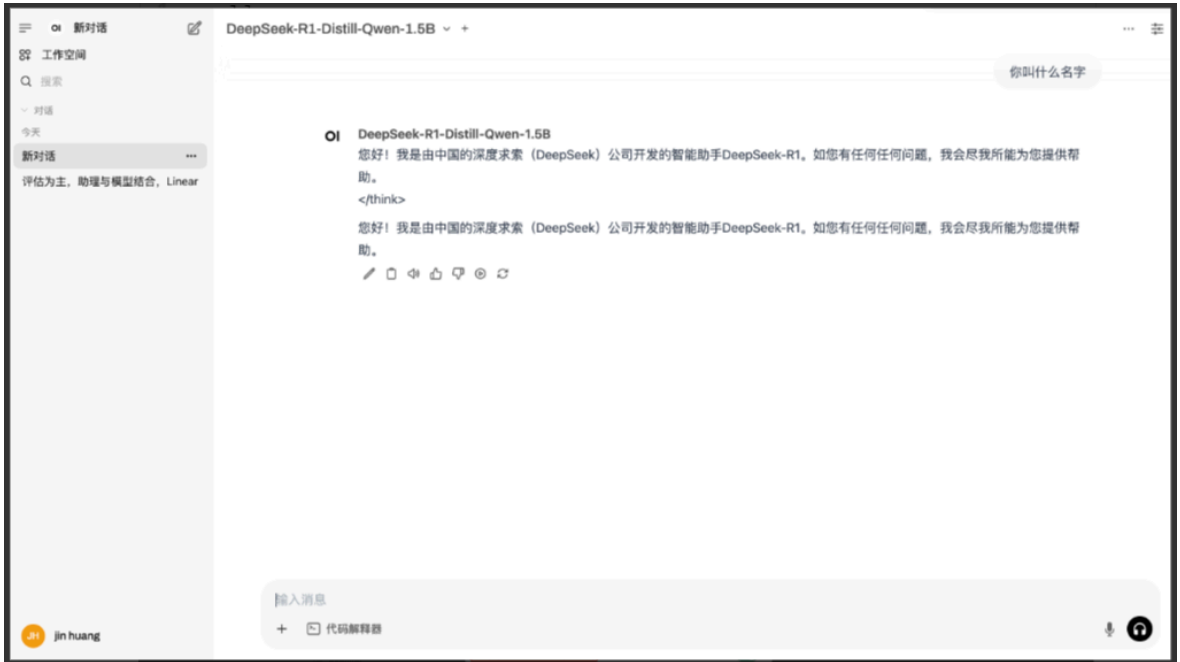 OI 新对话
工作空间
搜索
对话
今天
新对话
评估为主，助理与模型结合，Linear
JH jin huang
DeepSeek-R1-Distill-Qwen-1.5B
你叫什么名字
OI DeepSeek-R1-Distill-Qwen-1.5B
您好！我是由中国的深度求索（DeepSeek）公司开发的智能助手DeepSeek-R1。如您有任何任何问题，我会尽我所能为您提供帮
助。
</think>
您好！我是由中国的深度求索（DeepSeek）公司开发的智能助手DeepSeek-R1。如您有任何任何问题，我会尽我所能为您提供帮
助。
输入消息
代码解释器